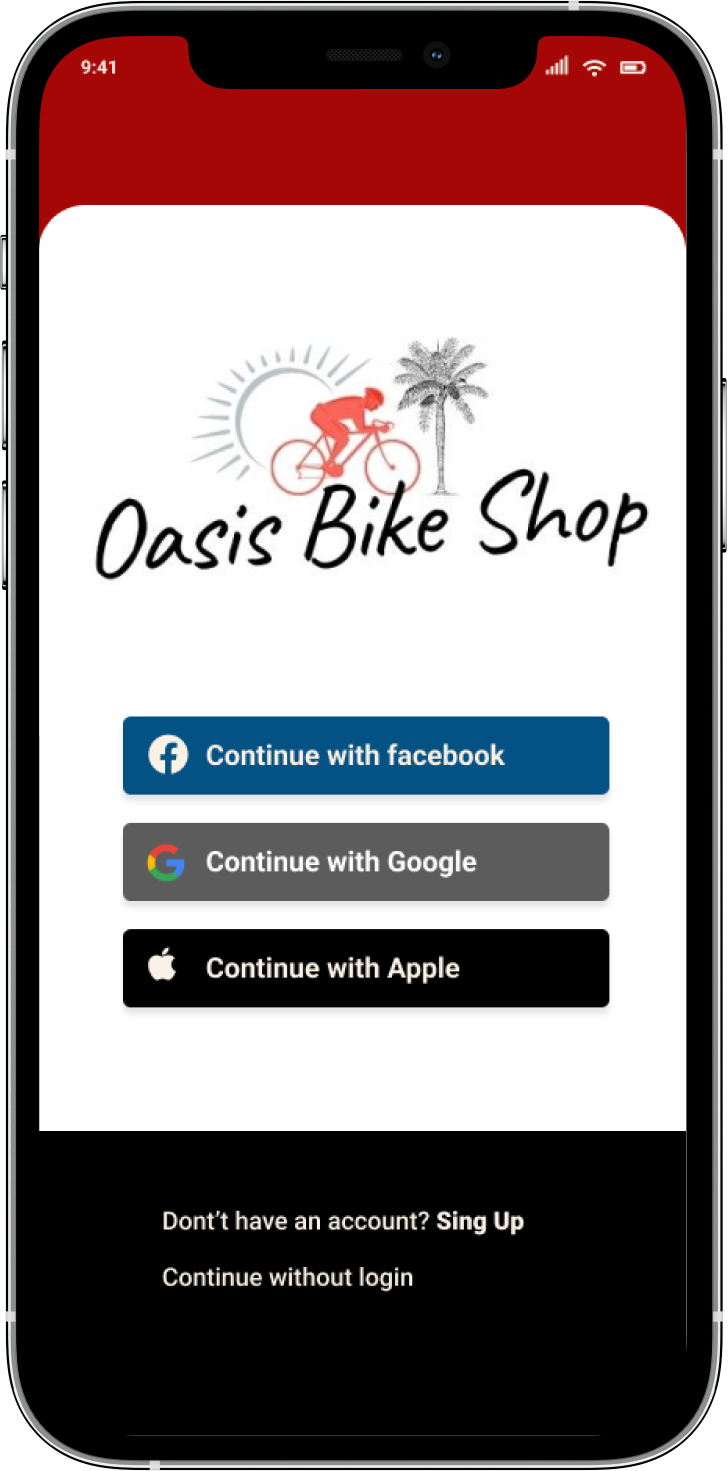 9:41
Oasis Bike Shop
Continue with facebook
Continue with Google
Continue with Apple
Dont’t have an account? Sing Up
Continue without login